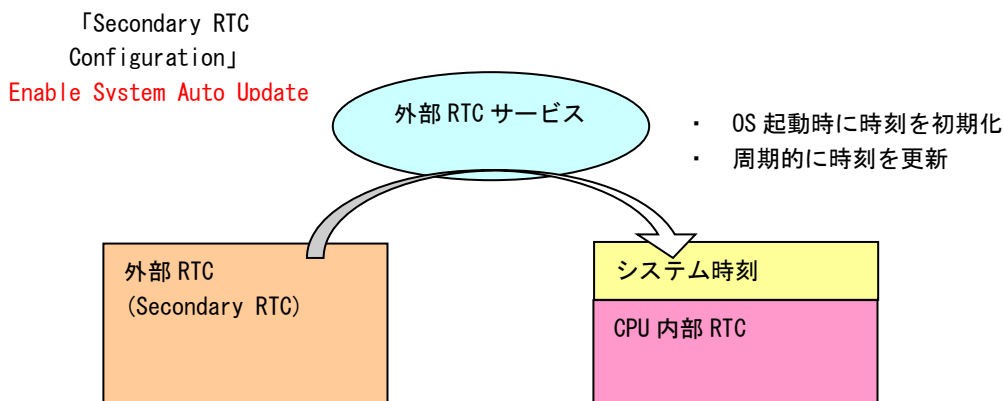 「Secondary RTC
Configuration」
Enable System Auto Update
外部 RTC サービス
・ OS 起動時に時刻を初期化
・ 周期的に時刻を更新
外部 RTC
(Secondary RTC)
システム時刻
CPU 内部 RTC